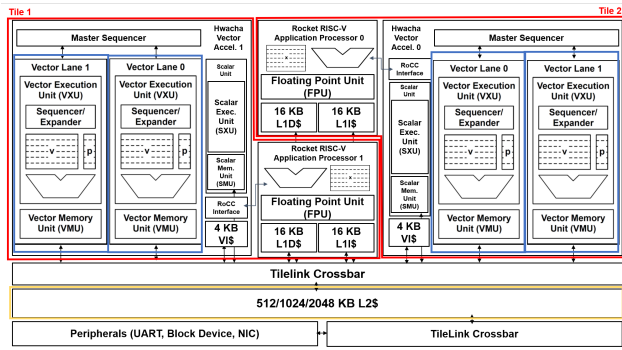 Tile 1
Tile 2
Master Sequencer
Vector Lane 1
Vector Execution
Unit (VXU)
Sequencer/
Expander
v
p
Vector Memory
Unit (VMU)
Vector Lane 0
Vector Execution
Unit (VXU)
Sequencer/
Expander
v
p
Vector Memory
Unit (VMU)
Hwacha
Vector
Accel. 1
Scalar
Unit
Scalar
Exec.
Unit
(SXU)
Scalar
Mem.
Unit
(SMU)
RoCC
Interface
4 KB
VI$
Rocket RISC-V
Application Processor 0
x
Floating Point Unit
(FPU)
16 KB
L1D$
16 KB
L1I$
Rocket RISC-V
Application Processor 1
x
Floating Point Unit
(FPU)
16 KB
L1D$
16 KB
L1I$
Hwacha
Vector
Accel. 0
RoCC
Interface
Scalar
Unit
Scalar
Exec.
Unit
(SXU)
Scalar
Mem.
Unit
(SMU)
4 KB
VI$
Master Sequencer
Vector Lane 0
Vector Execution
Unit (VXU)
Sequencer/
Expander
v
p
Vector Memory
Unit (VMU)
Vector Lane 1
Vector Execution
Unit (VXU)
Sequencer/
Expander
v
p
Vector Memory
Unit (VMU)
Tilelink Crossbar
512/1024/2048 KB L2$
Peripherals (UART, Block Device, NIC)
TileLink Crossbar